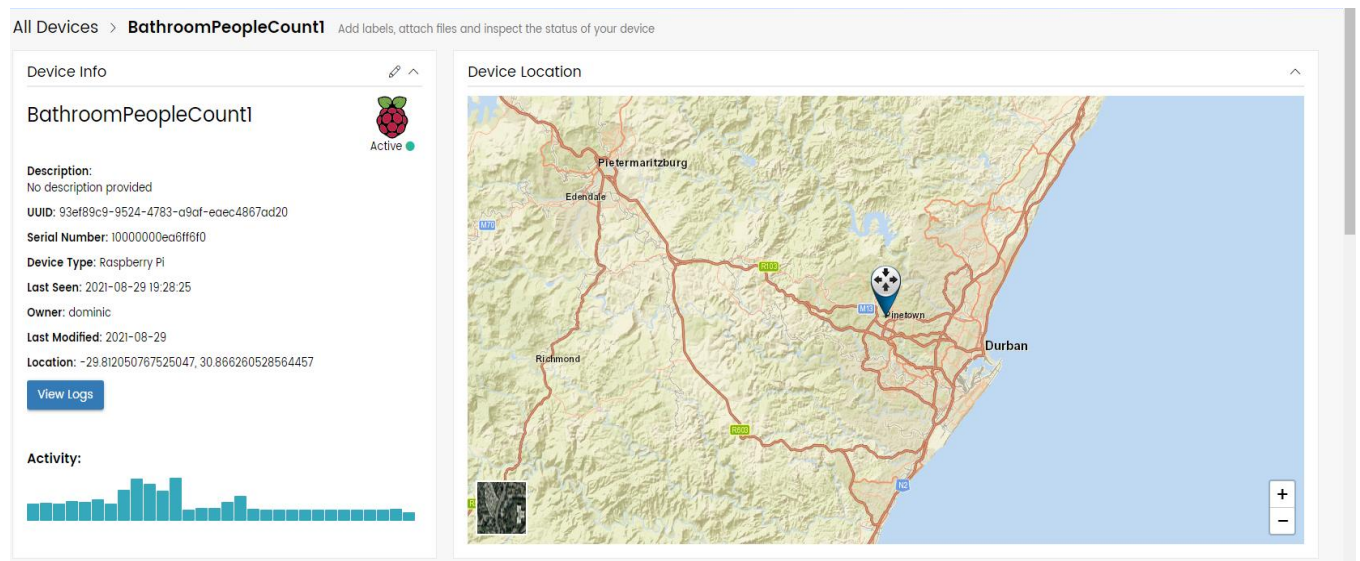 All Devices > BathroomPeopleCount1 Add labels, attach files and inspect the status of your device
Device Info
BathroomPeopleCount1
Active
Description:
No description provided
UUID: 93ef89c9-9524-4783-a9af-eaec4867ad20
Serial Number: 10000000ea6ff6f0
Device Type: Raspberry Pi
Last Seen: 2021-08-29 19:28:25
Owner: dominic
Last Modified: 2021-08-29
Location: -29.812050767525047, 30.866260528564457
View Logs
Activity:
Device Location
Pietermaritzburg
Edendale
M70
R103
M13
Pinetown
Durban
Richmond
R603
N2
+
−